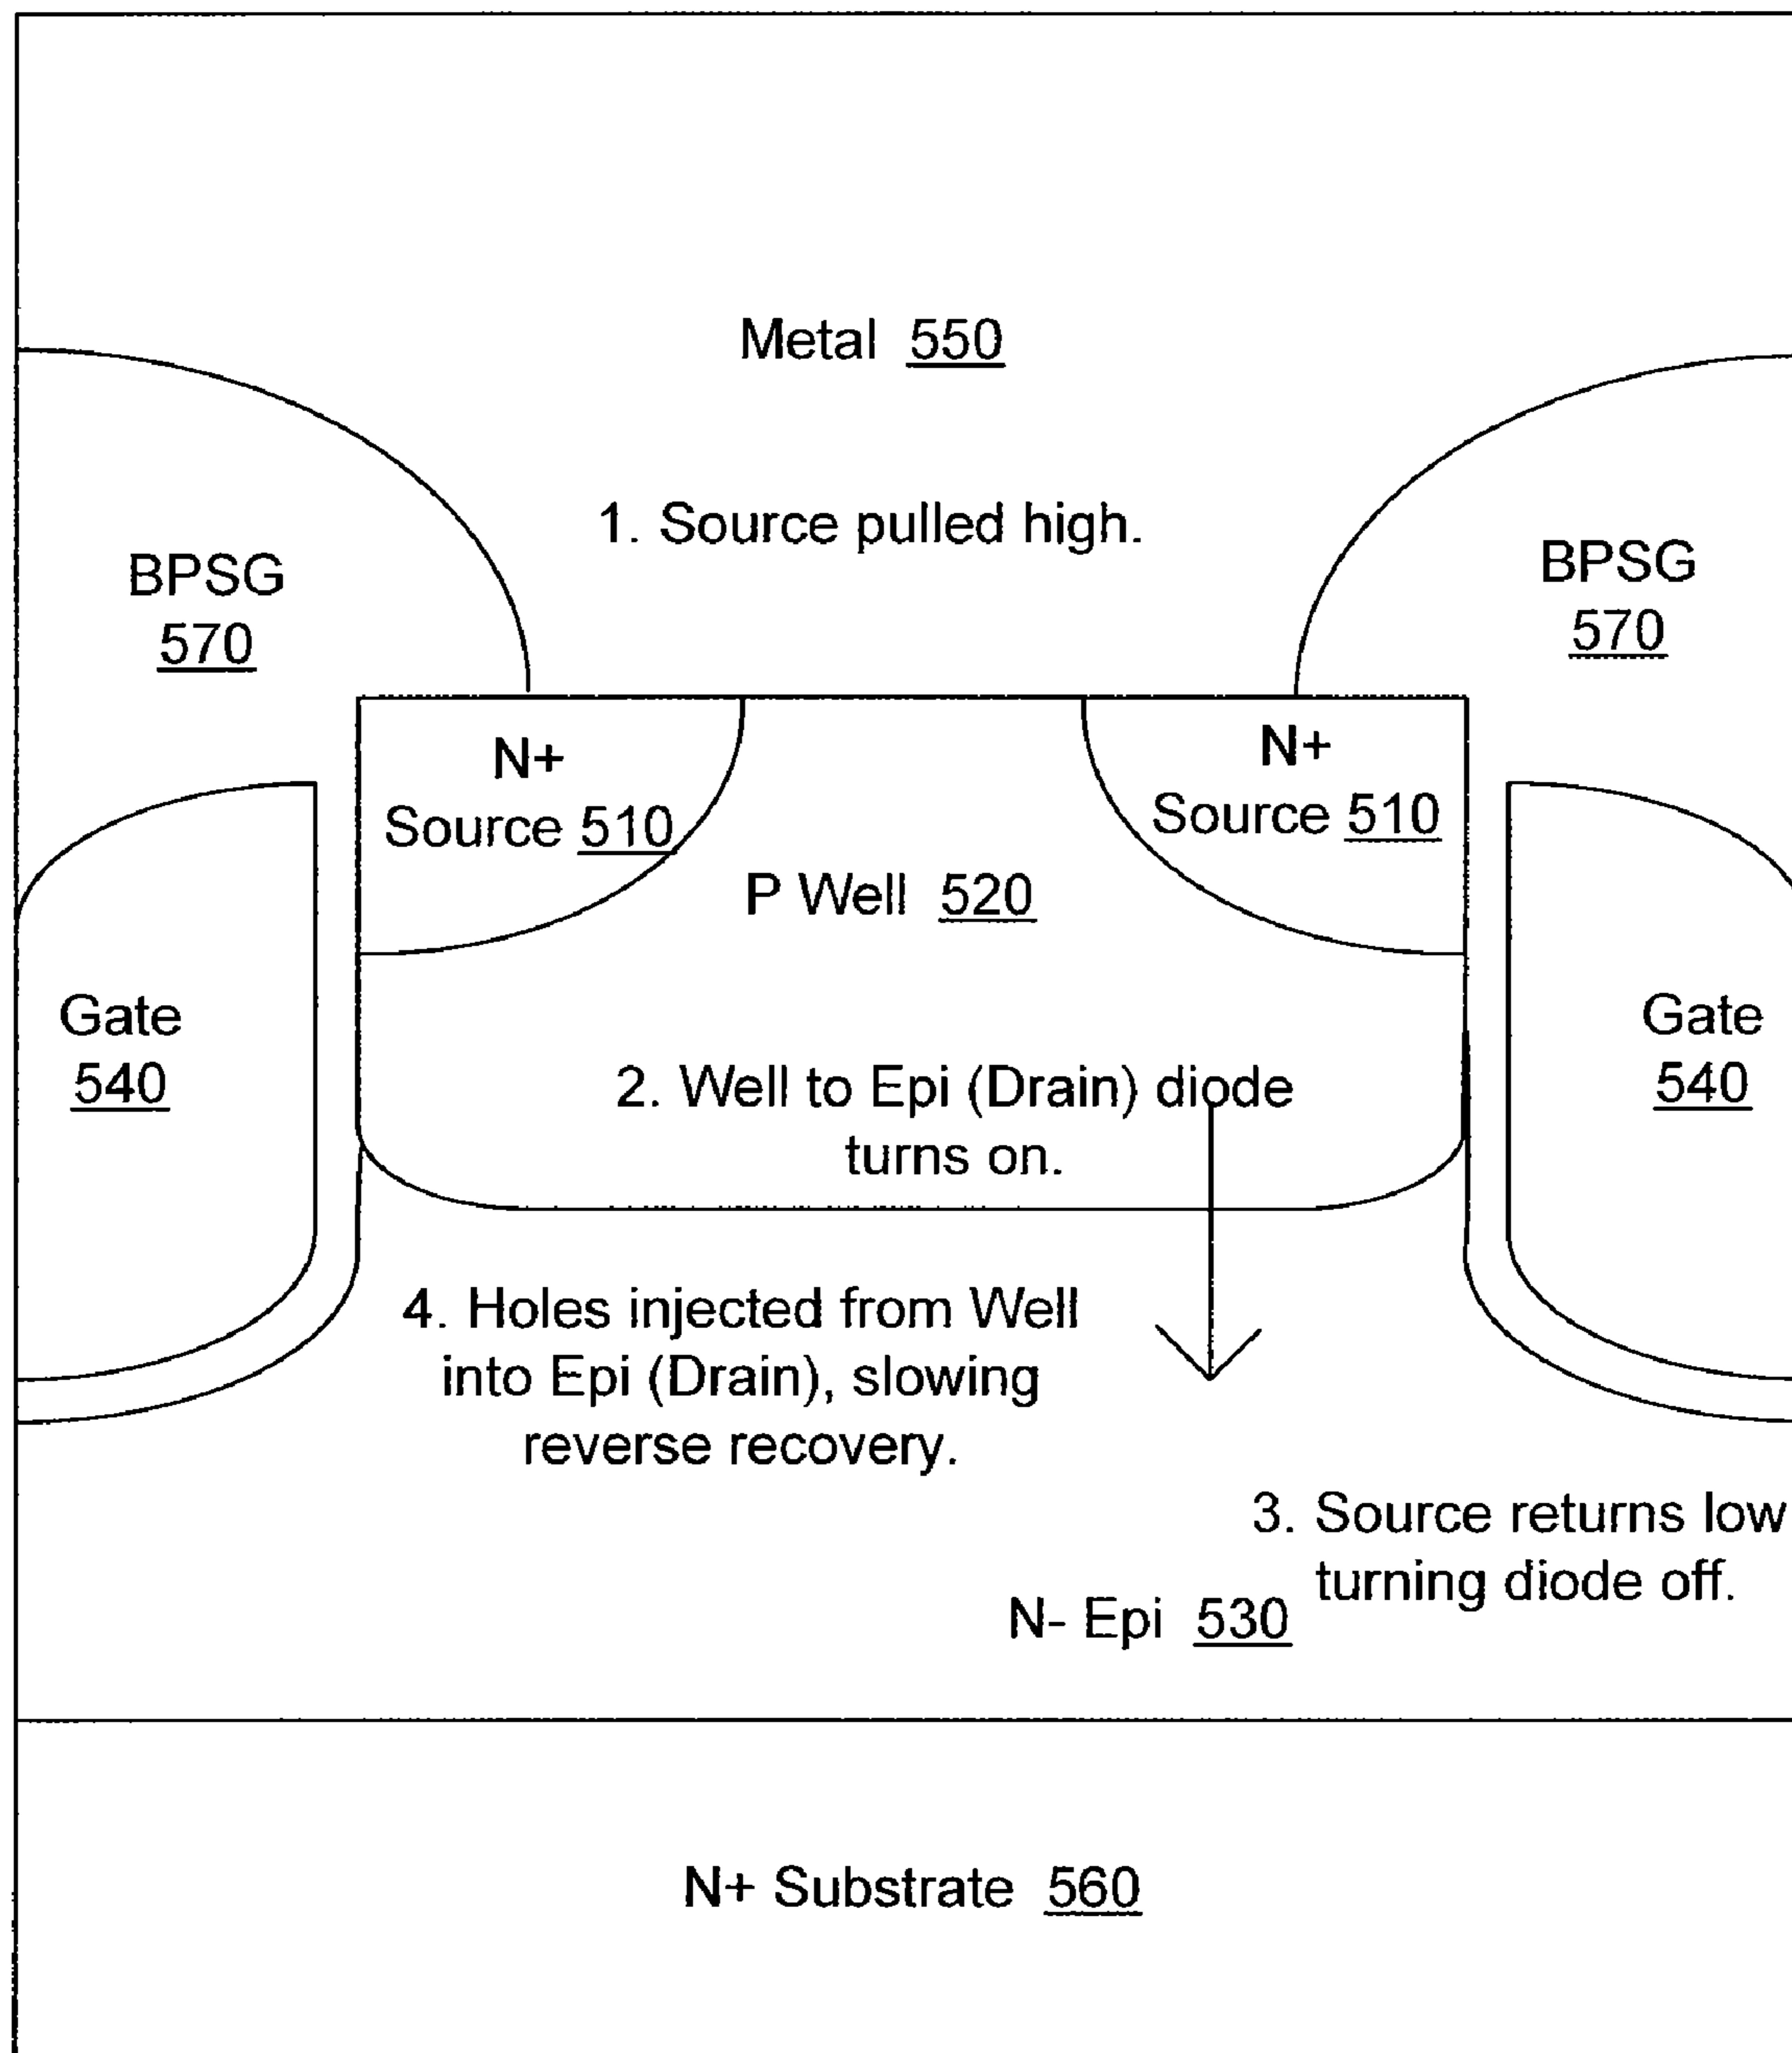 Metal 550
1. Source pulled high.
BPSG
570
BPSG
570
N+
Source 510
N+
Source 510
P Well 520
Gate
540
Gate
540
2. Well to Epi (Drain) diode
turns on.
4. Holes injected from Well
into Epi (Drain), slowing
reverse recovery.
3. Source returns low
turning diode off.
N- Epi 530
N+ Substrate 560